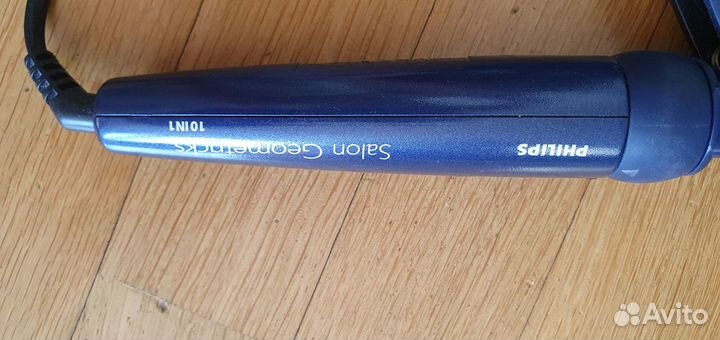 PHILIPS
Salon Geometricks
10IN1
Avito